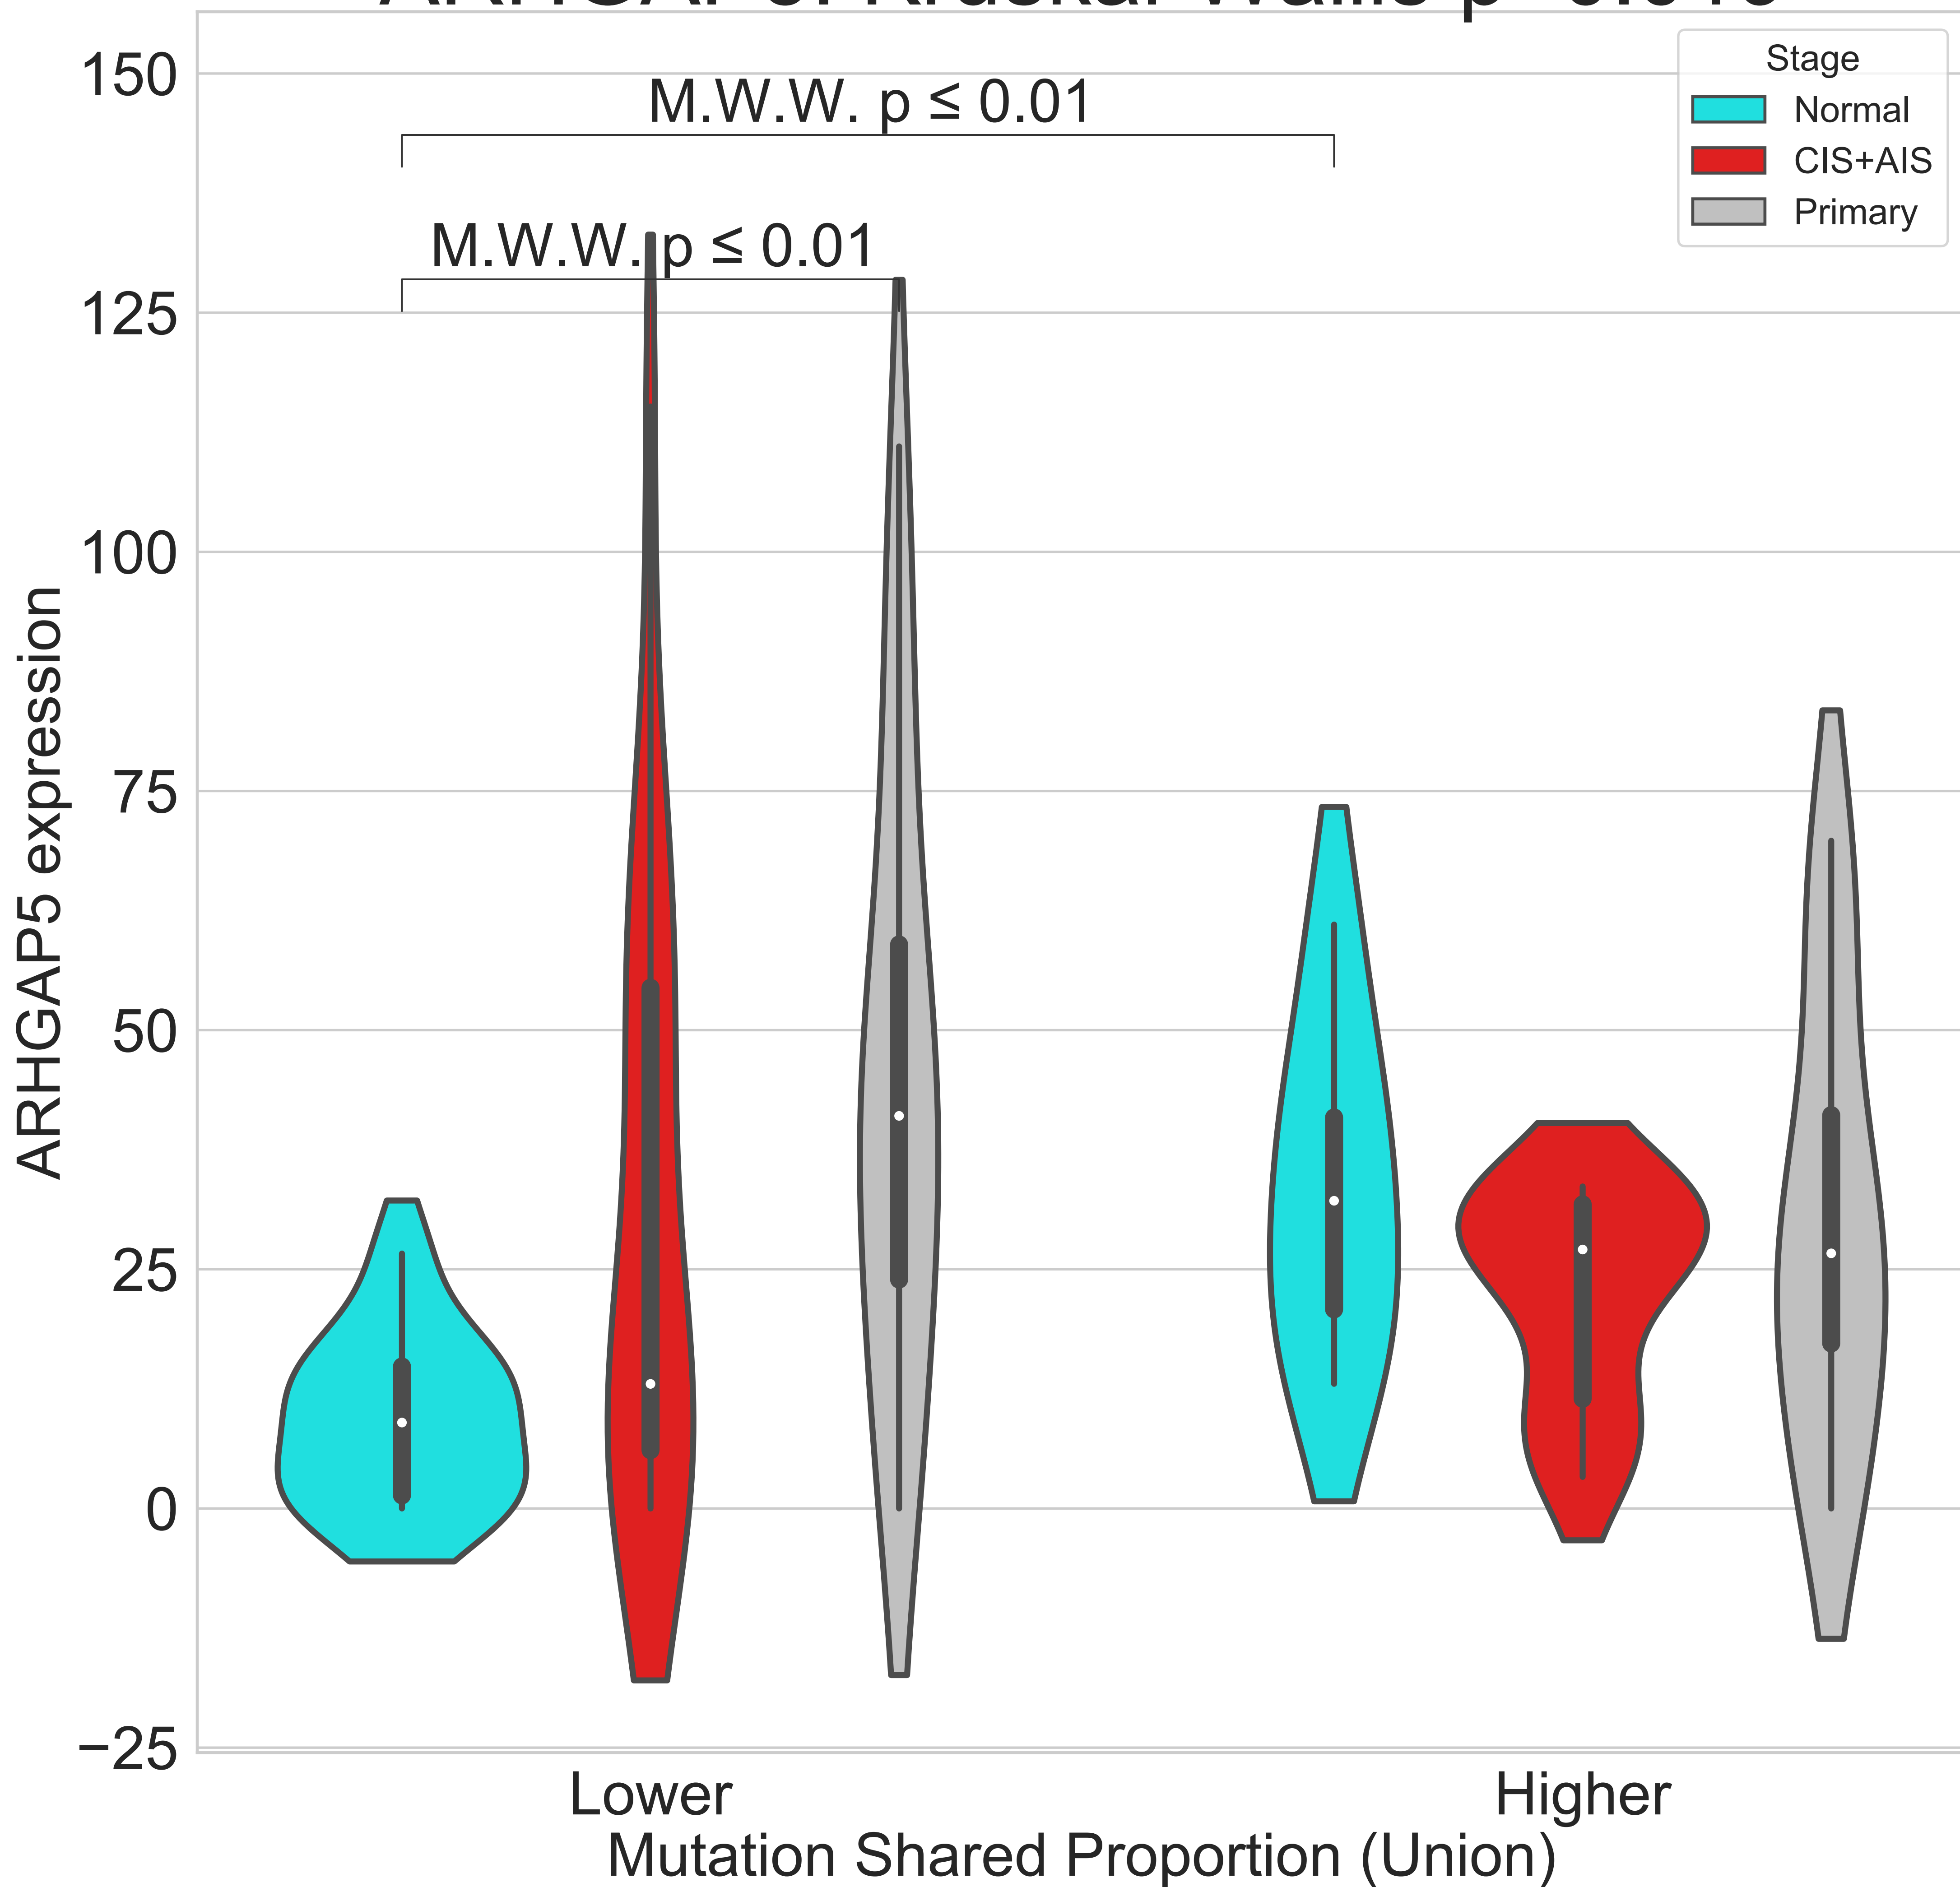 150
125
100
75
50
25
0
−25
ARHGAP5 expression
M.W.W. p ≤ 0.01
M.W.W. p ≤ 0.01
Stage
Normal
CIS+AIS
Primary
Lower
Higher
Mutation Shared Proportion (Union)